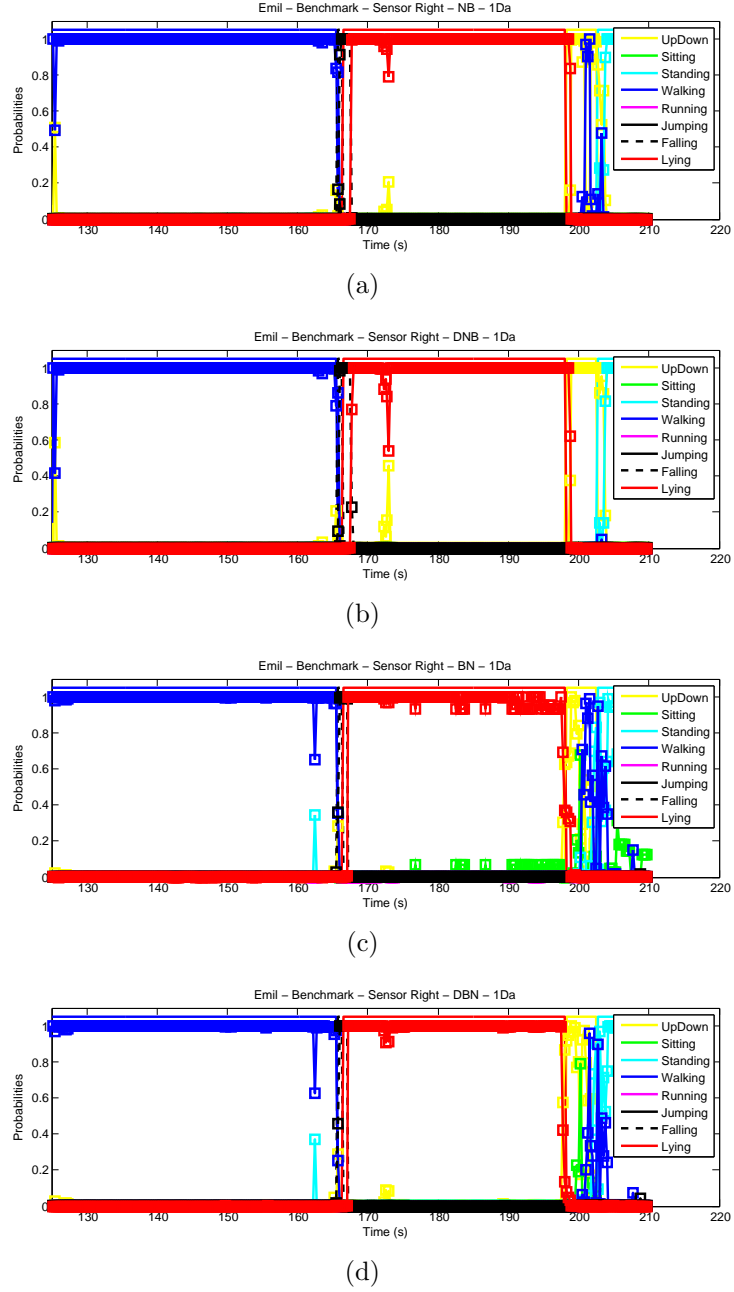 Emil – Benchmark – Sensor Right – NB – 1Da
Probabilities
1
0.8
0.6
0.4
0.2
0
130 140 150 160 170 180 190 200 210 220
Time (s)
UpDown
Sitting
Standing
Walking
Running
Jumping
Falling
Lying
(a)
Emil – Benchmark – Sensor Right – DNB – 1Da
Probabilities
1
0.8
0.6
0.4
0.2
0
130 140 150 160 170 180 190 200 210 220
Time (s)
UpDown
Sitting
Standing
Walking
Running
Jumping
Falling
Lying
(b)
Emil – Benchmark – Sensor Right – BN – 1Da
Probabilities
1
0.8
0.6
0.4
0.2
0
130 140 150 160 170 180 190 200 210 220
Time (s)
UpDown
Sitting
Standing
Walking
Running
Jumping
Falling
Lying
(c)
Emil – Benchmark – Sensor Right – DBN – 1Da
Probabilities
1
0.8
0.6
0.4
0.2
0
130 140 150 160 170 180 190 200 210 220
Time (s)
UpDown
Sitting
Standing
Walking
Running
Jumping
Falling
Lying
(d)